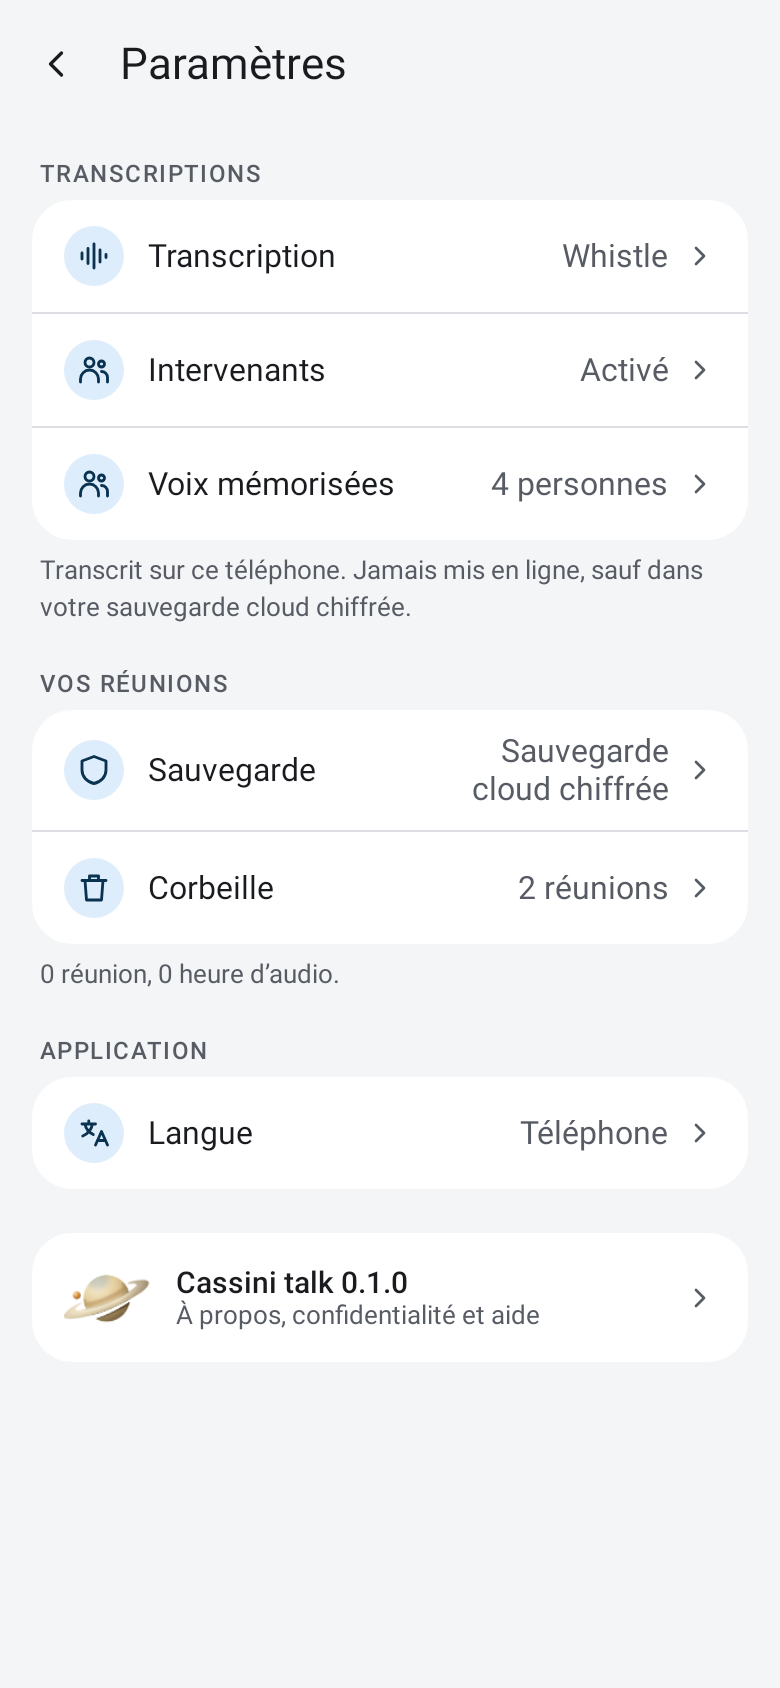 Paramètres
TRANSCRIPTIONS
Transcription Whistle
Intervenants Activé
Voix mémorisées 4 personnes
Transcrit sur ce téléphone. Jamais mis en ligne, sauf dans
votre sauvegarde cloud chiffrée.
VOS RÉUNIONS
Sauvegarde Sauvegarde
cloud chiffrée
Corbeille 2 réunions
0 réunion, 0 heure d’audio.
APPLICATION
Langue Téléphone
Cassini talk 0.1.0
À propos, confidentialité et aide